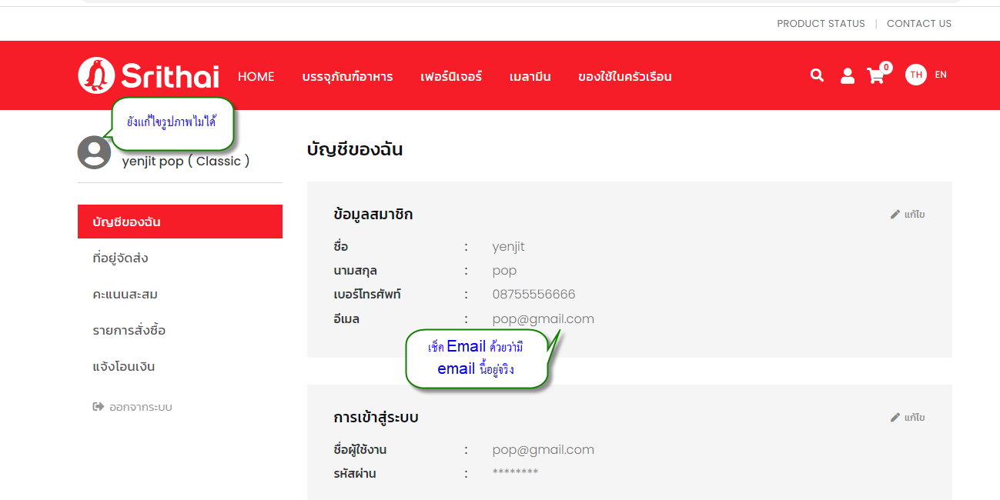 PRODUCT STATUS | CONTACT US
Srithai HOME บรรจุภัณฑ์อาหาร เฟอร์นิเจอร์ เมลามีน ของใช้ในครัวเรือน 0 TH EN
ยังแก้ไขรูปภาพไม่ได้
yenjit pop ( Classic )
บัญชีของฉัน
ที่อยู่จัดส่ง
คะแนนสะสม
รายการสั่งซื้อ
แจ้งโอนเงิน
ออกจากระบบ
บัญชีของฉัน
ข้อมูลสมาชิก แก้ไข
ชื่อ : yenjit
นามสกุล : pop
เบอร์โทรศัพท์ : 08755556666
อีเมล : pop@gmail.com
เช็ค Email ด้วยว่ามี
email นี้อยู่จริง
การเข้าสู่ระบบ แก้ไข
ชื่อผู้ใช้งาน : pop@gmail.com
รหัสผ่าน : ********